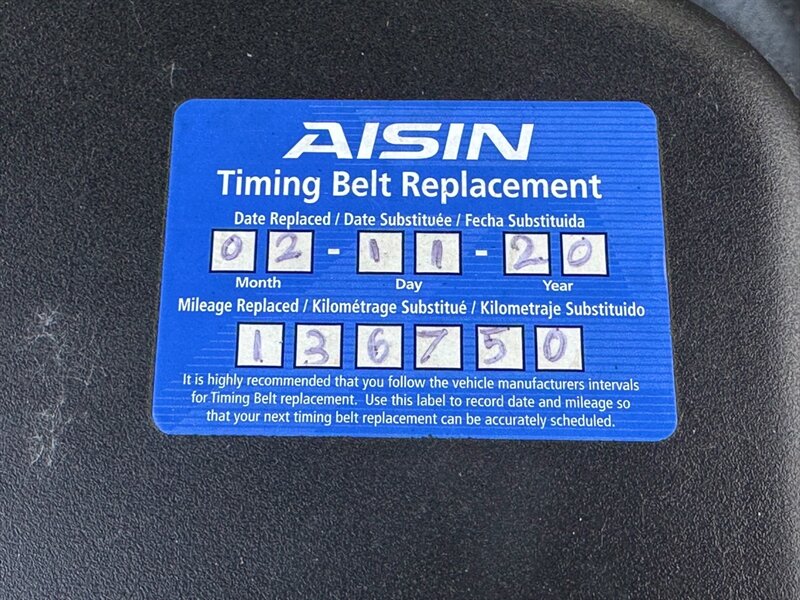 AISIN
Timing Belt Replacement
Date Replaced / Date Substituée / Fecha Substituida
02-11-20
Month Day Year
Mileage Replaced / Kilométrage Substitué / Kilometraje Substituido
136750
It is highly recommended that you follow the vehicle manufacturers intervals
for Timing Belt replacement. Use this label to record date and mileage so
that your next timing belt replacement can be accurately scheduled.